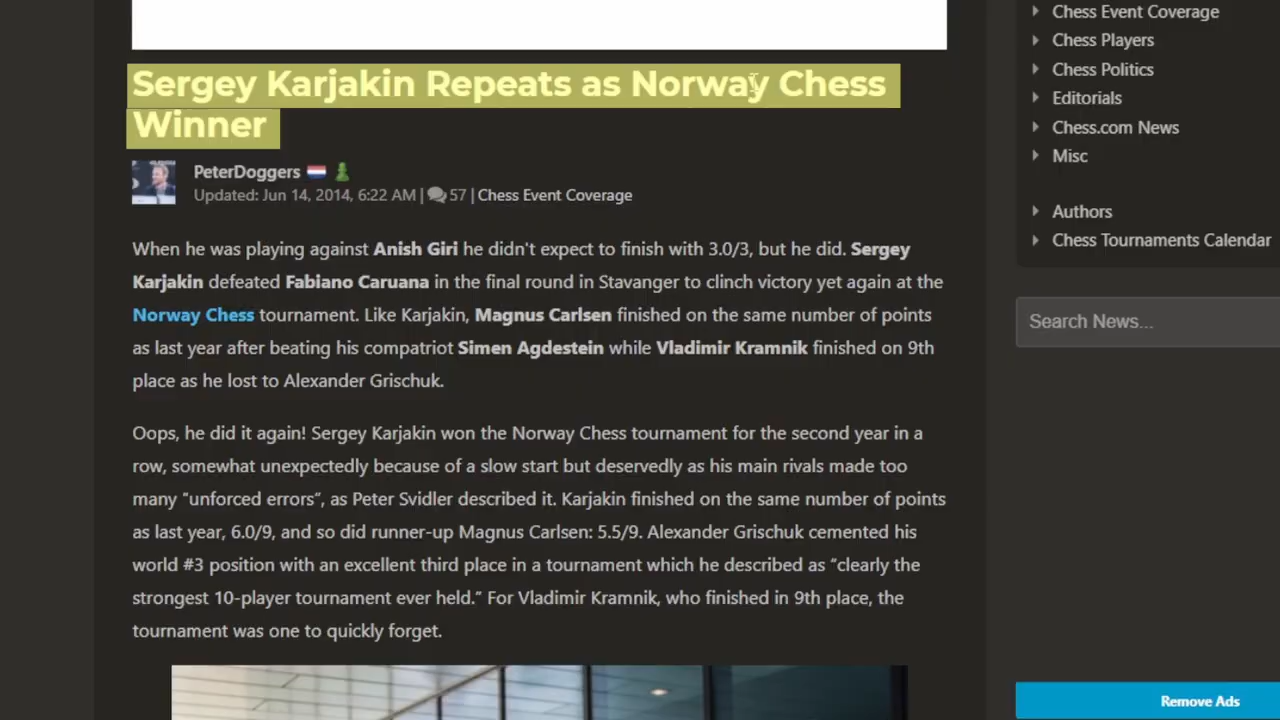 Sergey Karjakin Repeats as Norway Chess
Winner
PeterDoggers
Updated: Jun 14, 2014, 6:22 AM | 57 | Chess Event Coverage
When he was playing against Anish Giri he didn't expect to finish with 3.0/3, but he did. Sergey
Karjakin defeated Fabiano Caruana in the final round in Stavanger to clinch victory yet again at the
Norway Chess tournament. Like Karjakin, Magnus Carlsen finished on the same number of points
as last year after beating his compatriot Simen Agdestein while Vladimir Kramnik finished on 9th
place as he lost to Alexander Grischuk.
Oops, he did it again! Sergey Karjakin won the Norway Chess tournament for the second year in a
row, somewhat unexpectedly because of a slow start but deservedly as his main rivals made too
many "unforced errors", as Peter Svidler described it. Karjakin finished on the same number of points
as last year, 6.0/9, and so did runner-up Magnus Carlsen: 5.5/9. Alexander Grischuk cemented his
world #3 position with an excellent third place in a tournament which he described as “clearly the
strongest 10-player tournament ever held.” For Vladimir Kramnik, who finished in 9th place, the
tournament was one to quickly forget.
Chess Event Coverage
Chess Players
Chess Politics
Editorials
Chess.com News
Misc
Authors
Chess Tournaments Calendar
Search News...
Remove Ads